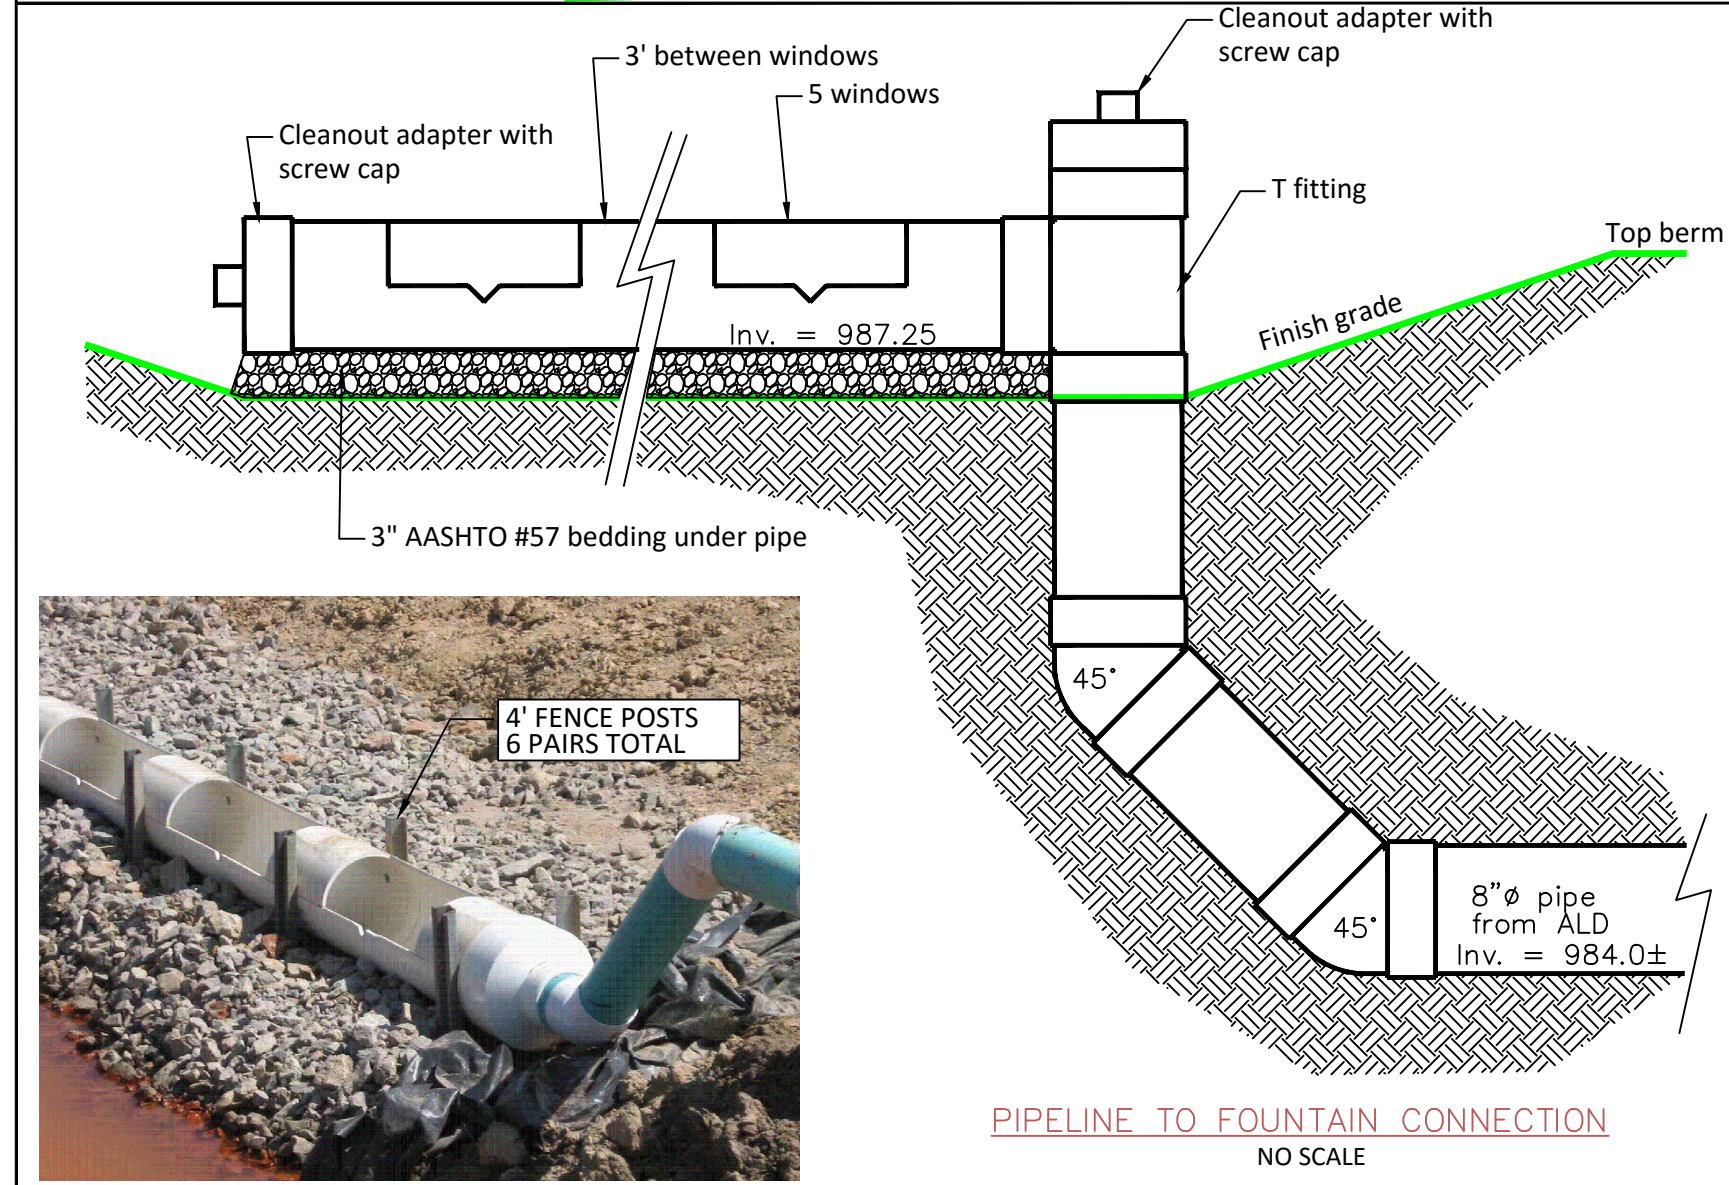 Cleanout adapter with
screw cap
3' between windows
5 windows
Cleanout adapter with
screw cap
T fitting
Top berm
Finish grade
Inv. = 987.25
3" AASHTO #57 bedding under pipe
4' FENCE POSTS
6 PAIRS TOTAL
45°
45°
8"ø pipe
from ALD
Inv. = 984.0±
PIPELINE TO FOUNTAIN CONNECTION
NO SCALE